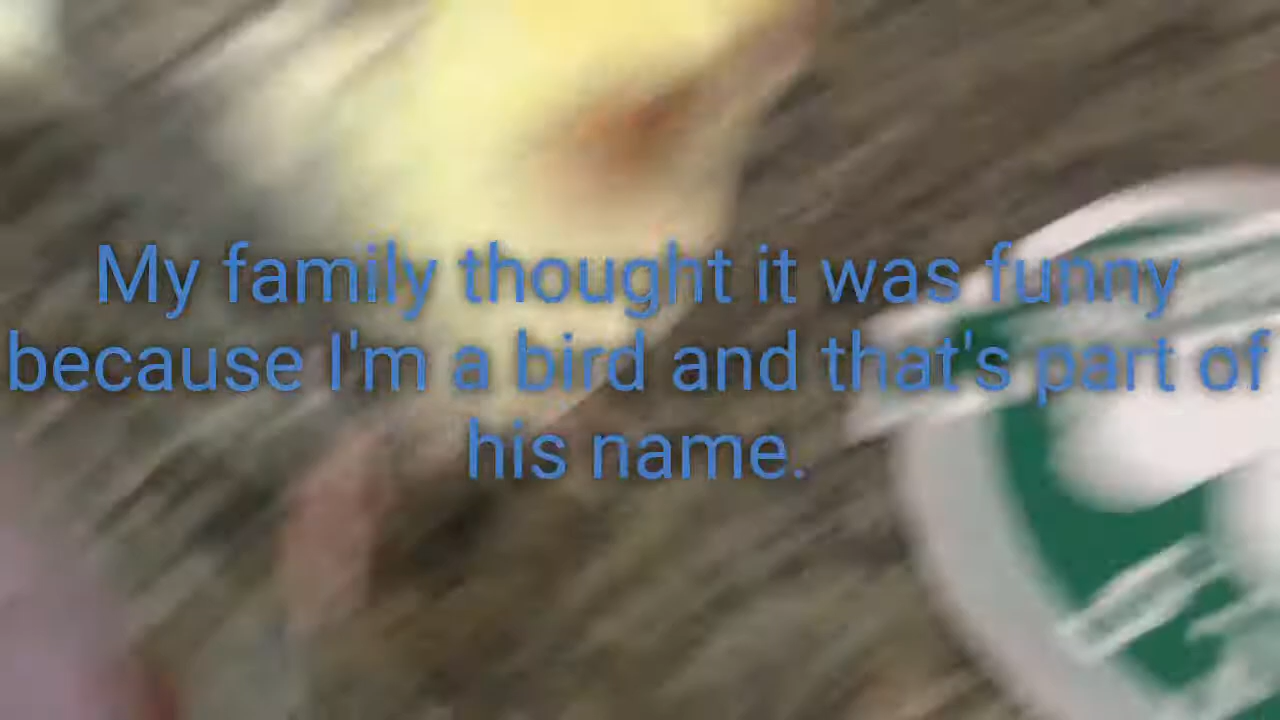 My family thought it was funny
because I'm a bird and that's part of
his name.